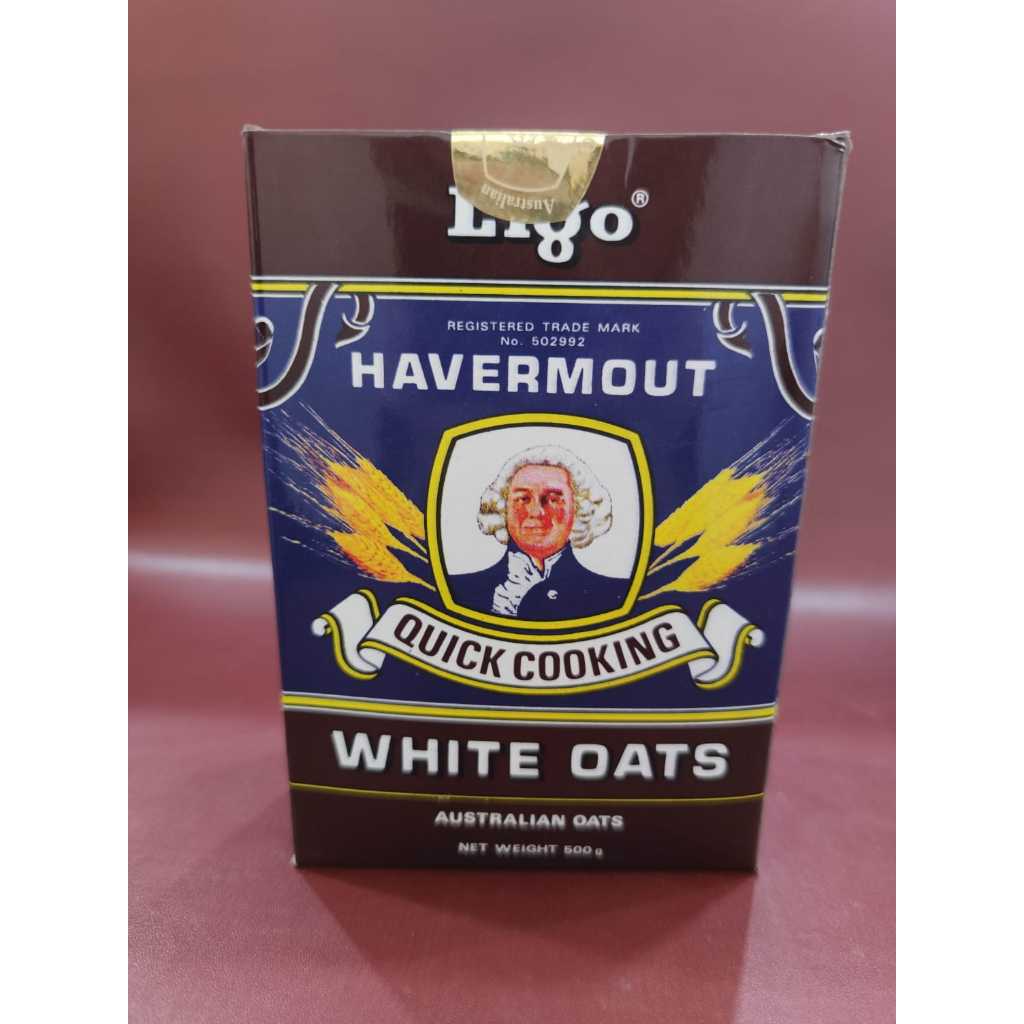 Australian
Ligo®
REGISTERED TRADE MARK
No. 502992
HAVERMOUT
QUICK COOKING
WHITE OATS
AUSTRALIAN OATS
NET WEIGHT 500g